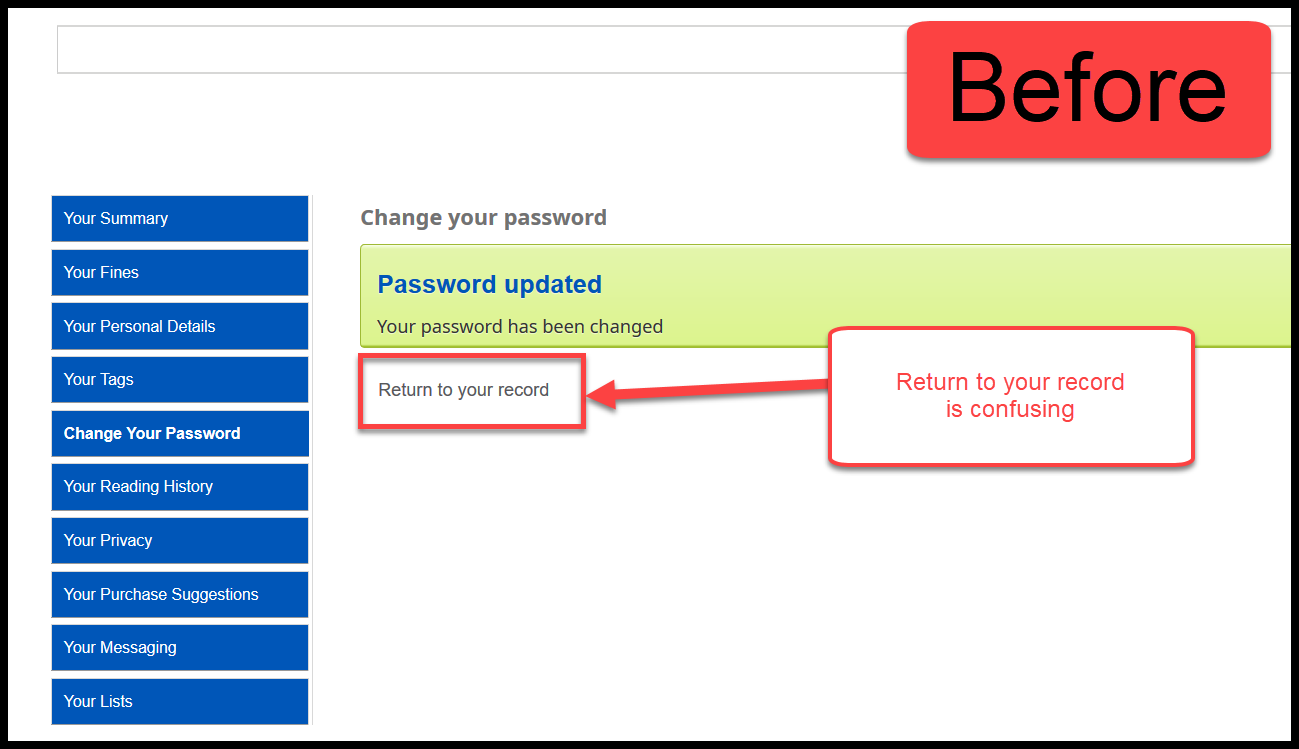 Before
Your Summary
Your Fines
Your Personal Details
Your Tags
Change Your Password
Your Reading History
Your Privacy
Your Purchase Suggestions
Your Messaging
Your Lists
Change your password
Password updated
Your password has been changed
Return to your record
Return to your record
is confusing